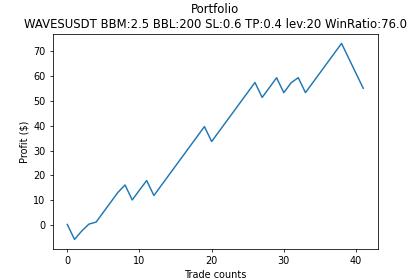 Portfolio
WAVESUSDT BBM:2.5 BBL:200 SL:0.6 TP:0.4 lev:20 WinRatio:76.0
70
60
50
40
30
20
10
0
Profit ($)
0 10 20 30 40
Trade counts